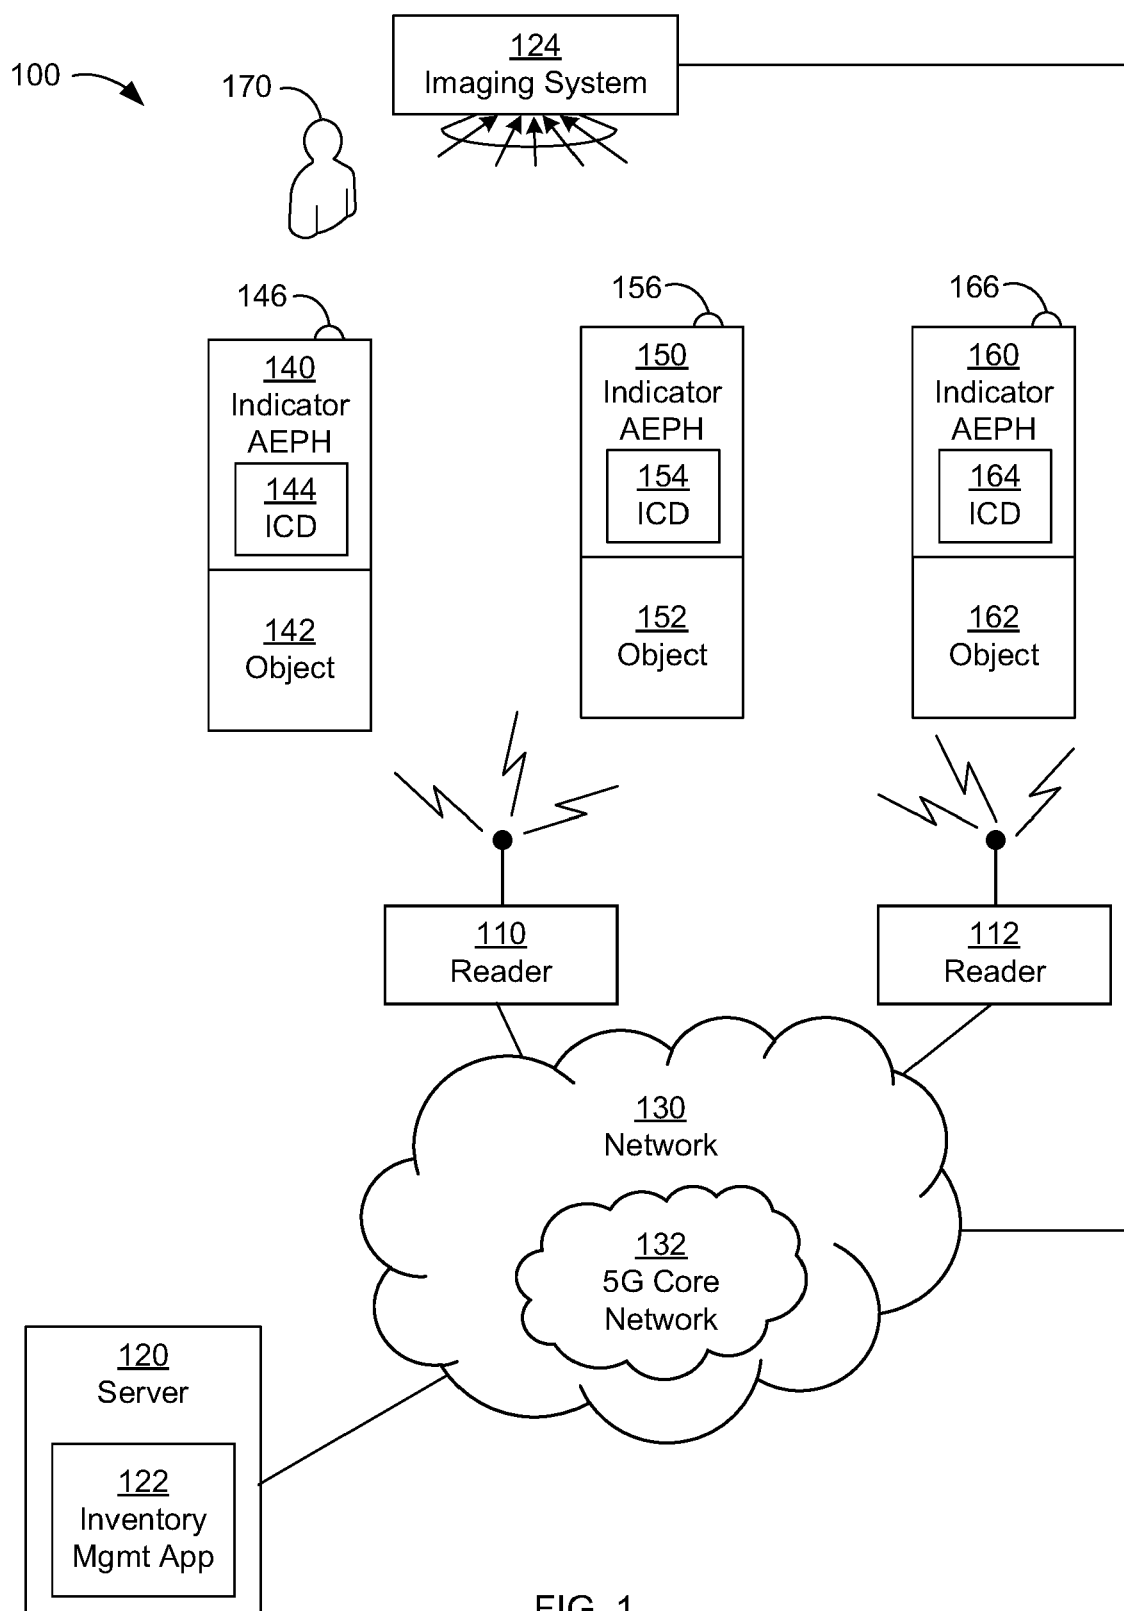 100
170
124
Imaging System
146
156
166
140
Indicator
AEPH
144
ICD
142
Object
150
Indicator
AEPH
154
ICD
152
Object
160
Indicator
AEPH
164
ICD
162
Object
110
Reader
112
Reader
130
Network
132
5G Core
Network
120
Server
122
Inventory
Mgmt App
FIG. 1